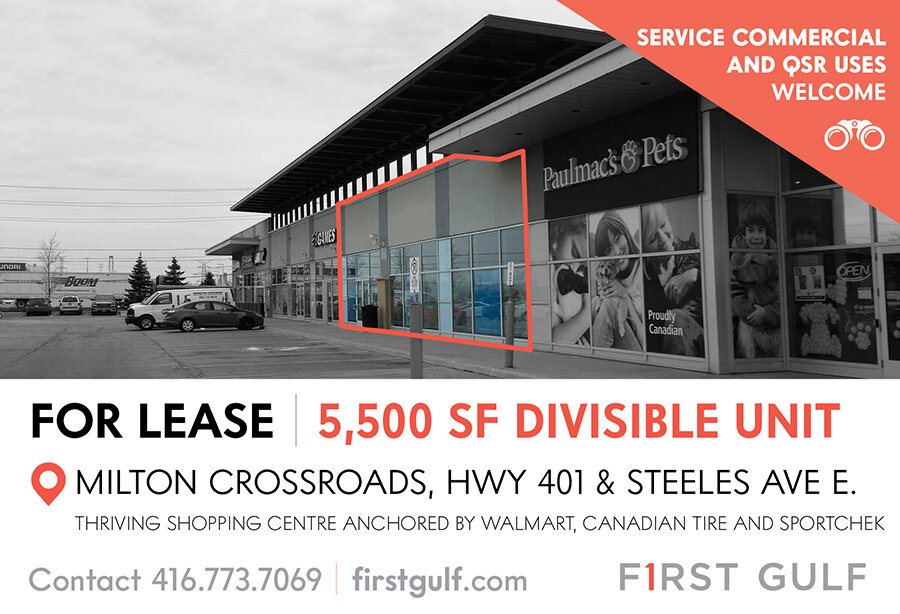 SERVICE COMMERCIAL
AND QSR USES
WELCOME
Paulmac's Pets
GAMES
OPEN
Proudly
Canadian
FOR LEASE | 5,500 SF DIVISIBLE UNIT
MILTON CROSSROADS, HWY 401 & STEELES AVE E.
THRIVING SHOPPING CENTRE ANCHORED BY WALMART, CANADIAN TIRE AND SPORTCHEK
Contact 416.773.7069 | firstgulf.com
F1RST GULF